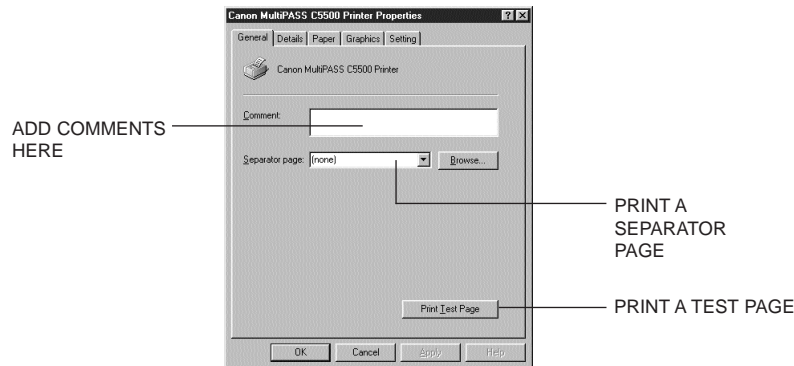 Canon MultiPASS C5500 Printer Properties
General Details Paper Graphics Setting
Canon MultiPASS C5500 Printer
Comment:
ADD COMMENTS
HERE
Separator page: (none) Browse...
PRINT A
SEPARATOR
PAGE
Print Test Page
PRINT A TEST PAGE
OK Cancel Apply Help